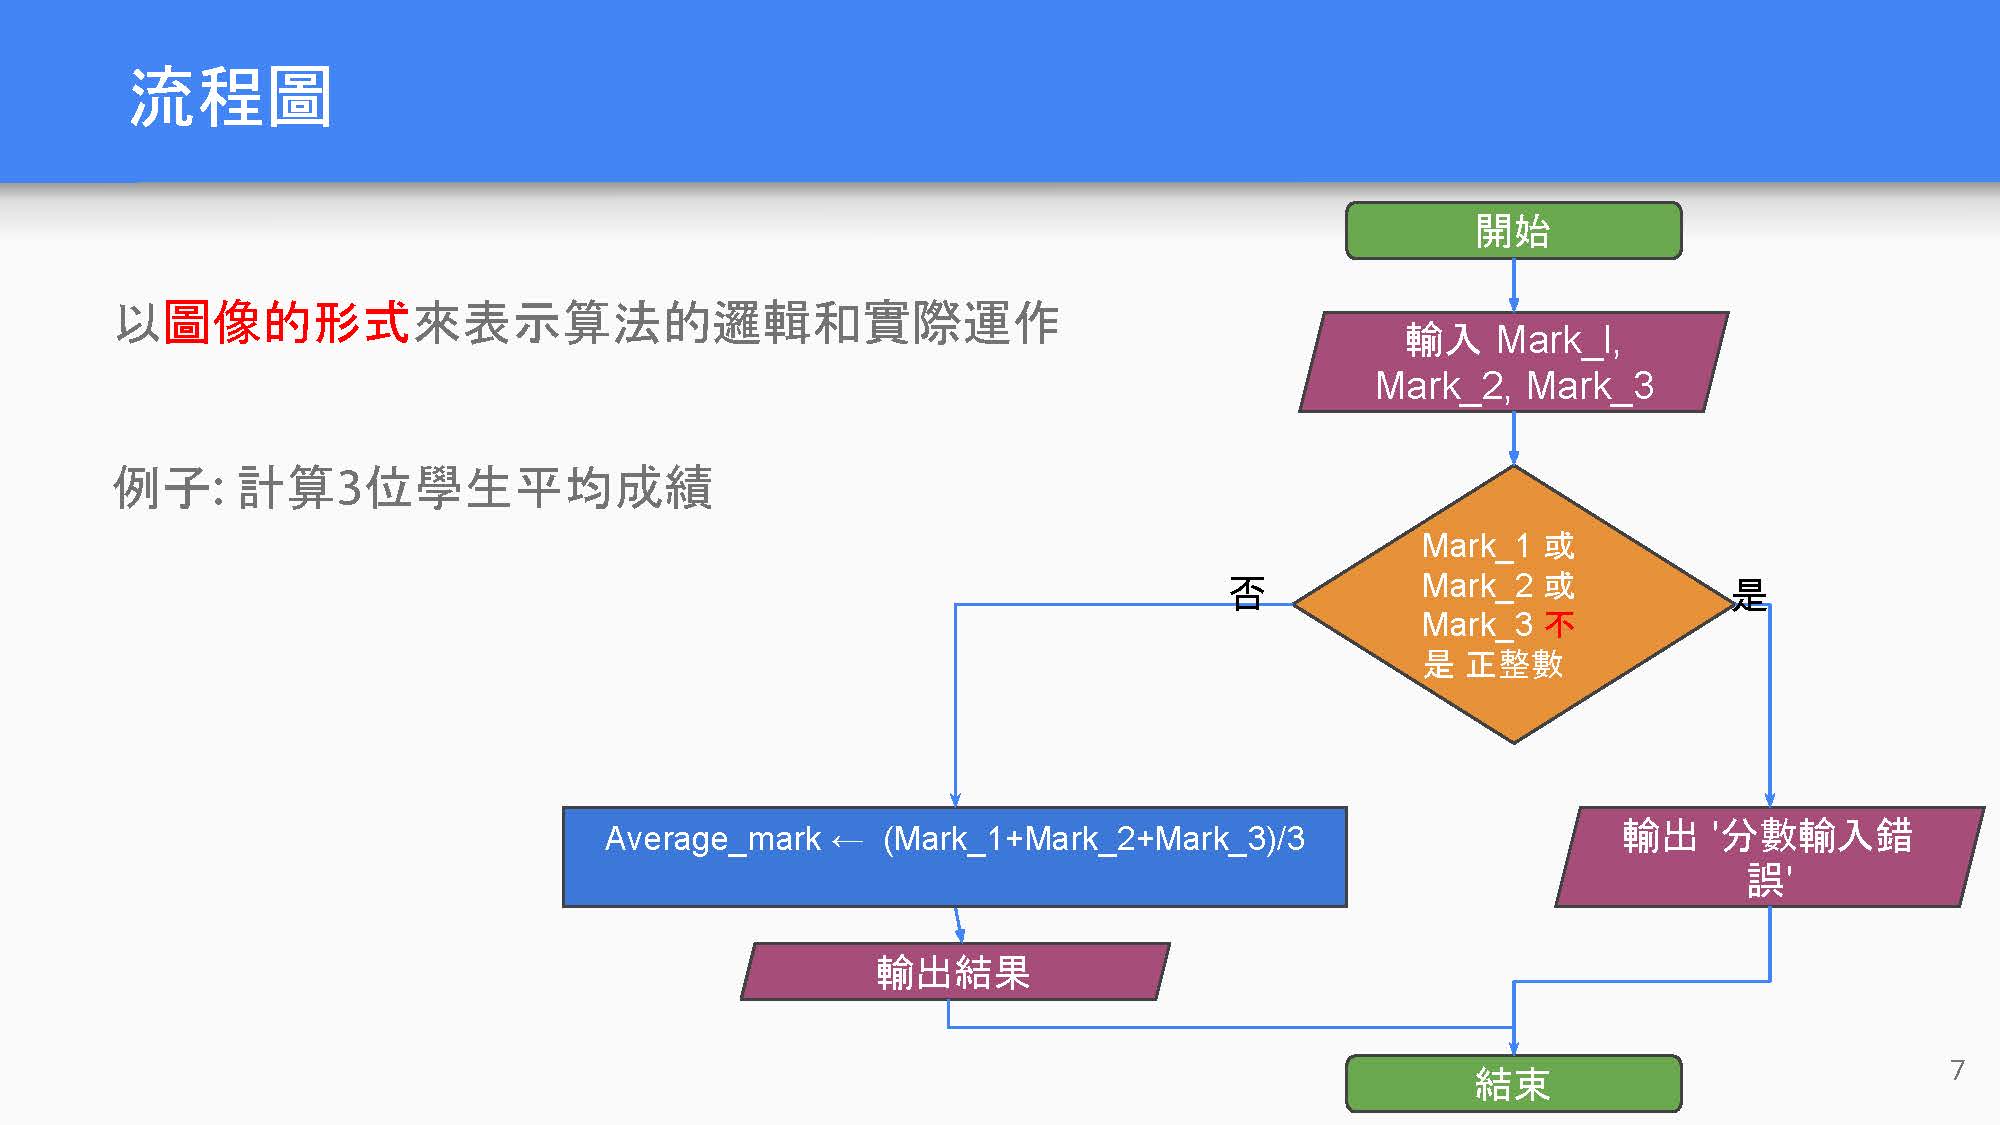 流程圖
以圖像的形式來表示算法的邏輯和實際運作
例子: 計算3位學生平均成績
開始
輸入 Mark_l,
Mark_2, Mark_3
Mark_1 或
Mark_2 或
Mark_3 不
是 正整數
否
是
Average_mark ← (Mark_1+Mark_2+Mark_3)/3
輸出 '分數輸入錯
誤'
輸出結果
結束
7